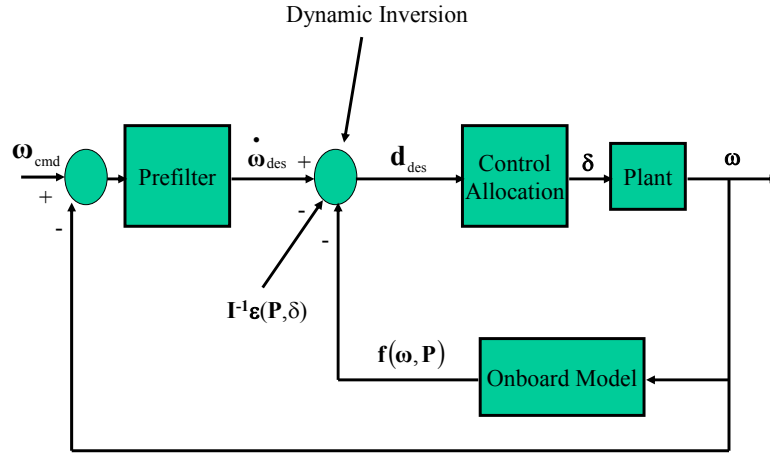 Dynamic Inversion
ω_cmd
+
-
Prefilter
ω̇_des
+
-
-
d_des
Control
Allocation
δ
Plant
ω
I⁻¹ε(P,δ)
f(ω,P)
Onboard Model